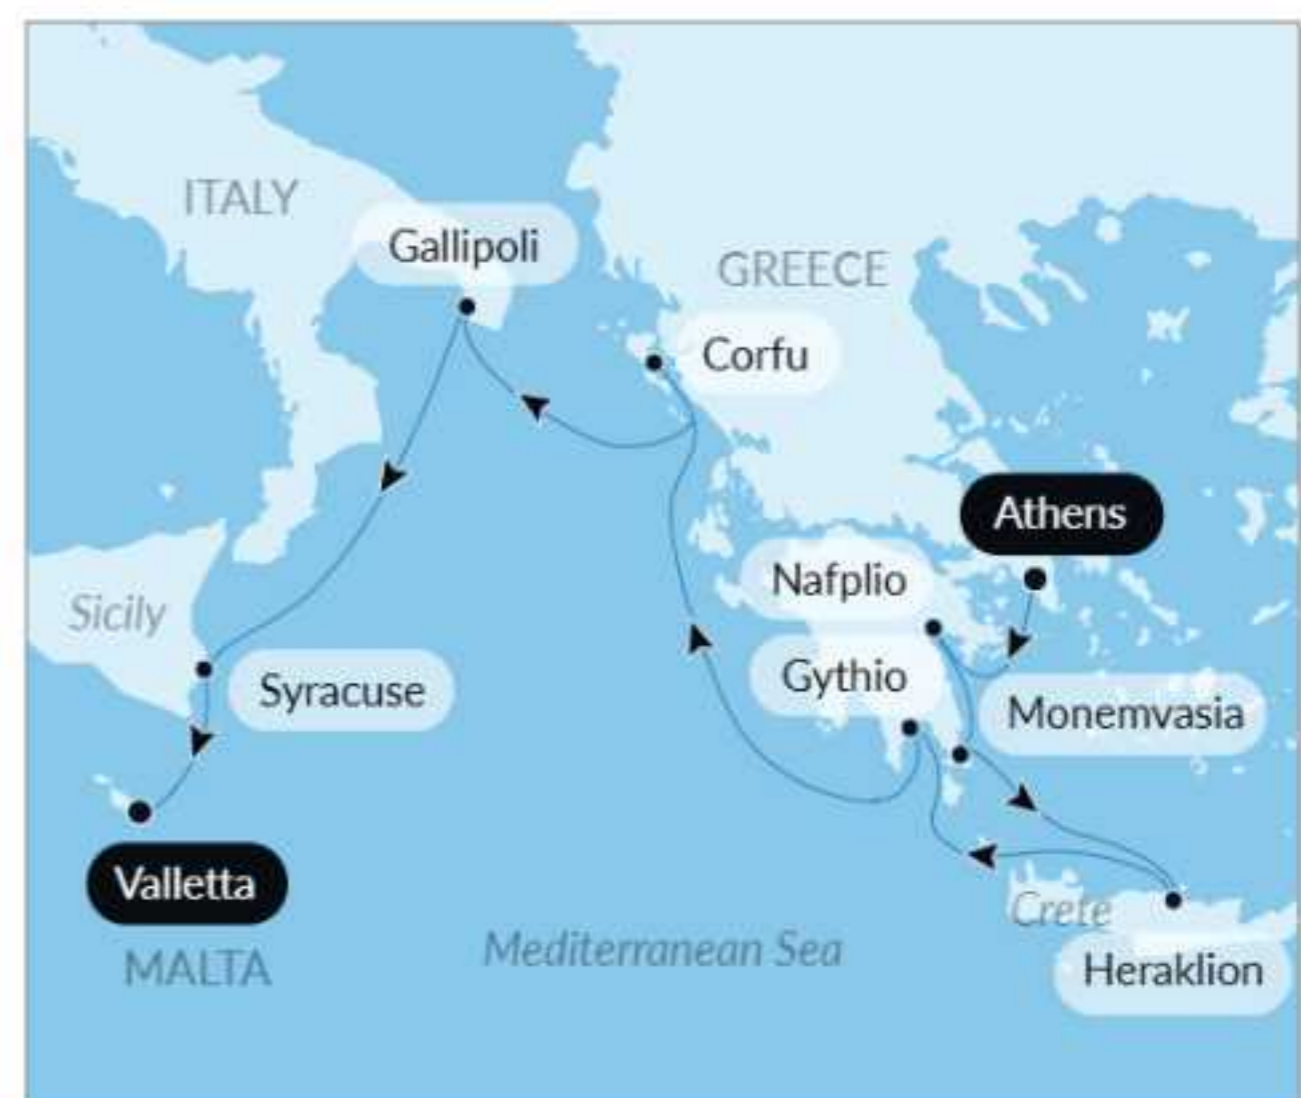 ITALY
Gallipoli
GREECE
Corfu
Athens
Nafplio
Sicily
Gythio
Syracuse
Monemvasia
Valletta
Crete
Mediterranean Sea
MALTA
Heraklion